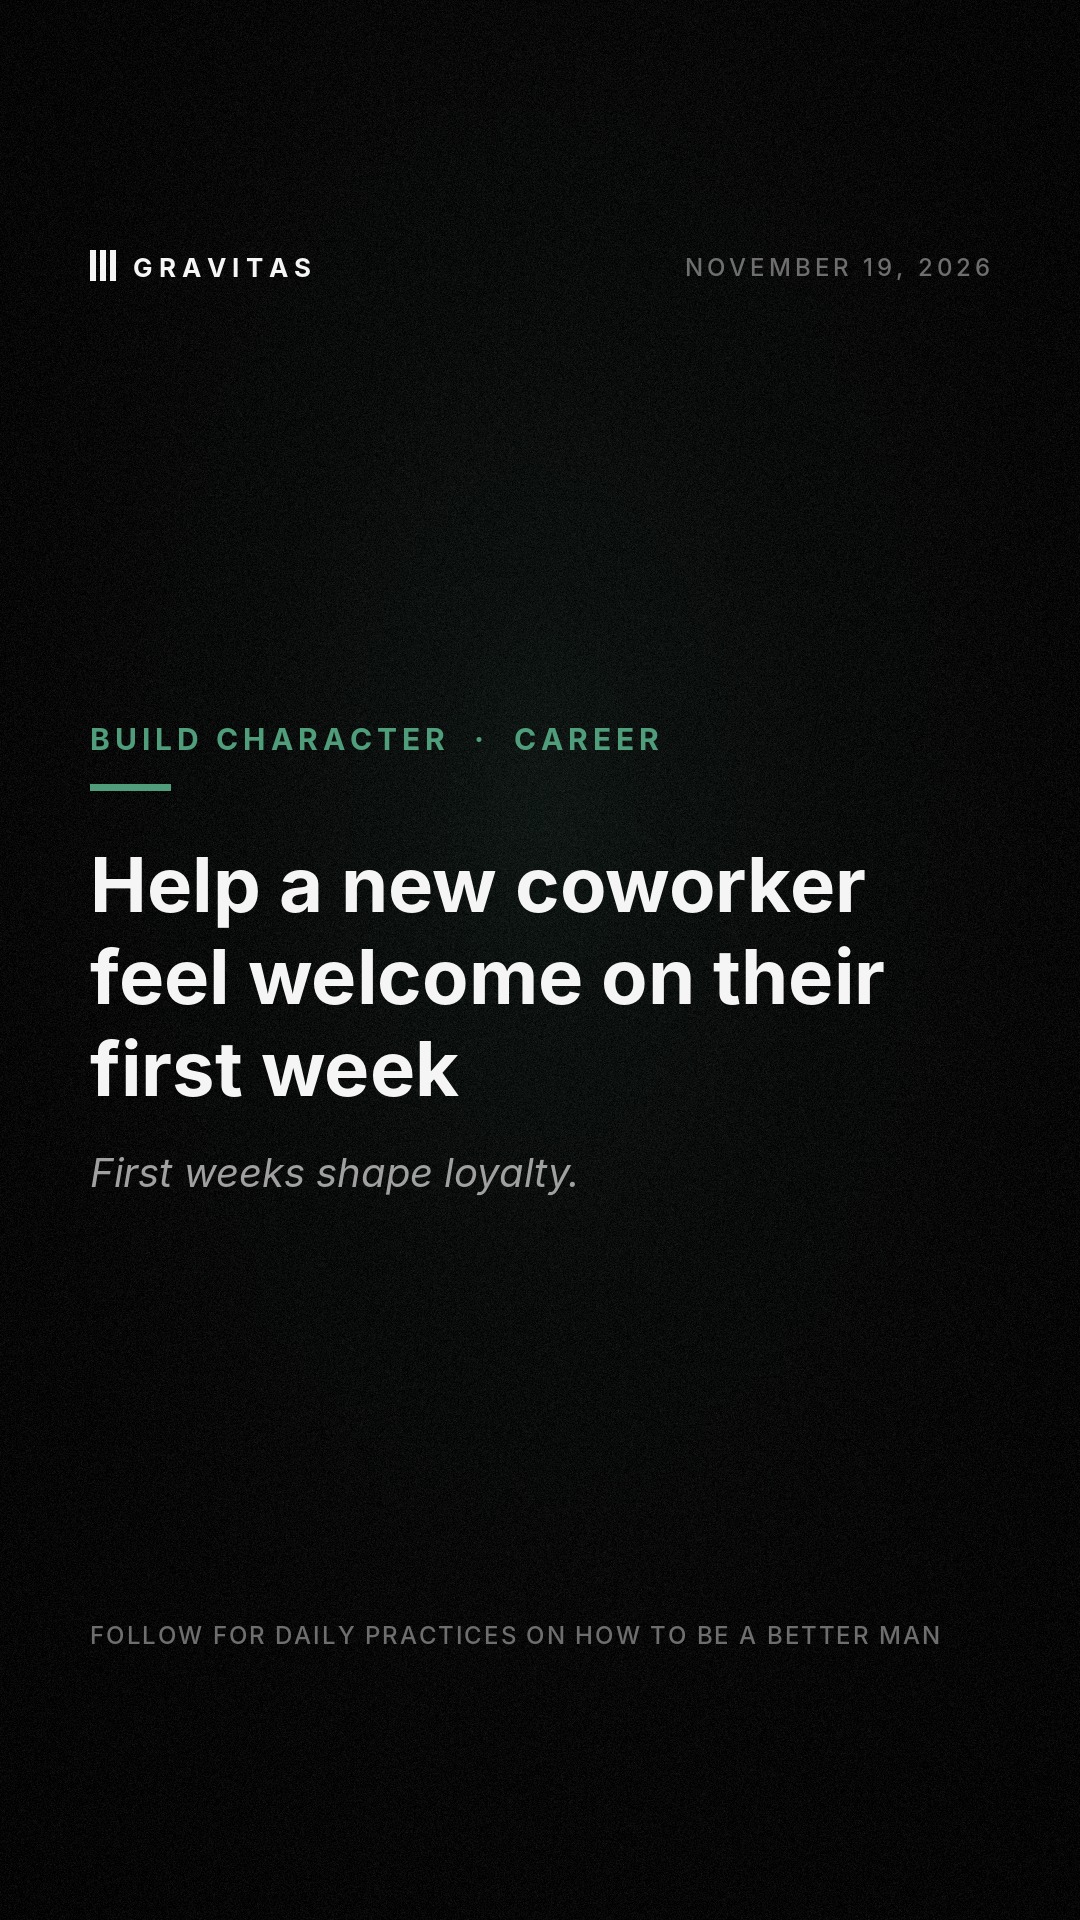 GRAVITAS
NOVEMBER 19, 2026
BUILD CHARACTER · CAREER
Help a new coworker
feel welcome on their
first week
First weeks shape loyalty.
FOLLOW FOR DAILY PRACTICES ON HOW TO BE A BETTER MAN